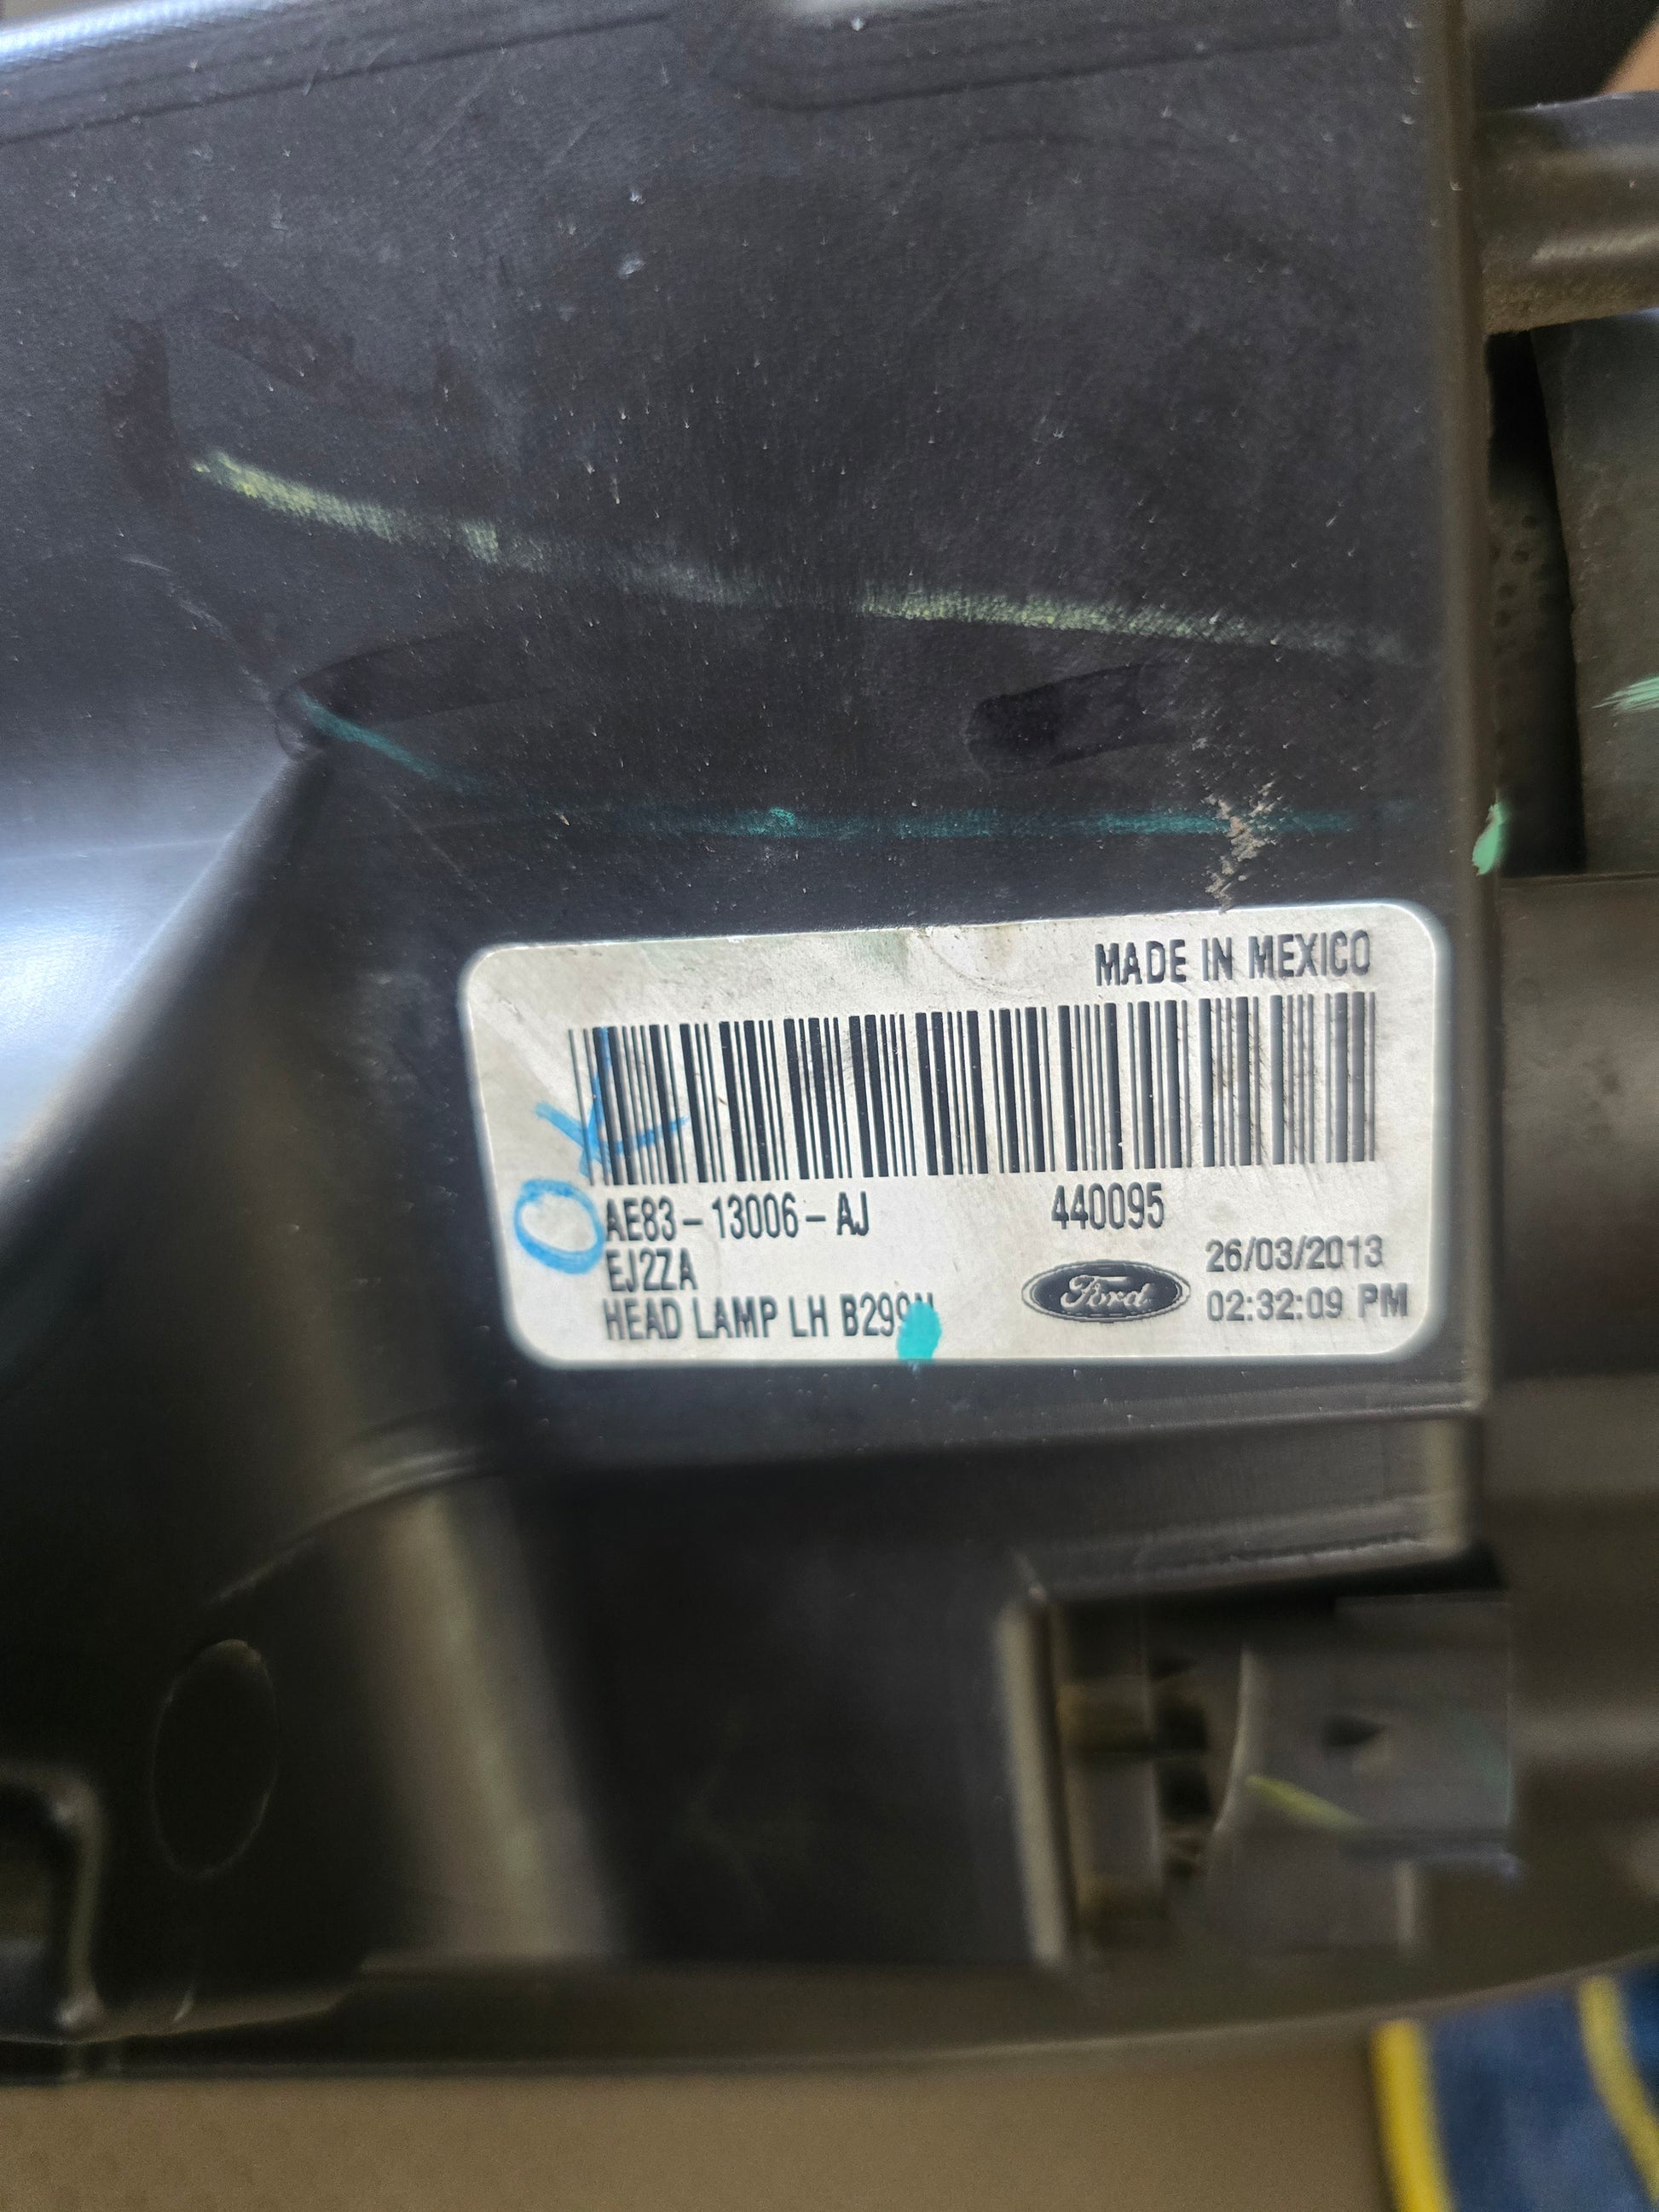 MADE IN MEXICO
OK
AE83-13006-AJ 440095
EJ2ZA
26/03/2013
HEAD LAMP LH B299N
Ford
02:32:09 PM